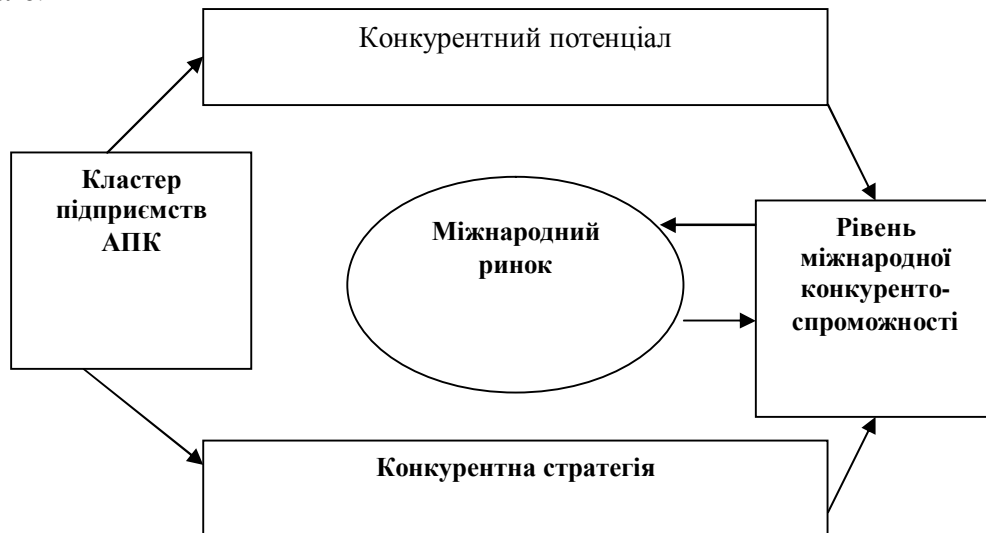 Конкурентний потенціал
Кластер
підприємств
АПК
Міжнародний
ринок
Рівень
міжнародної
конкуренто-
спроможності
Конкурентна стратегія